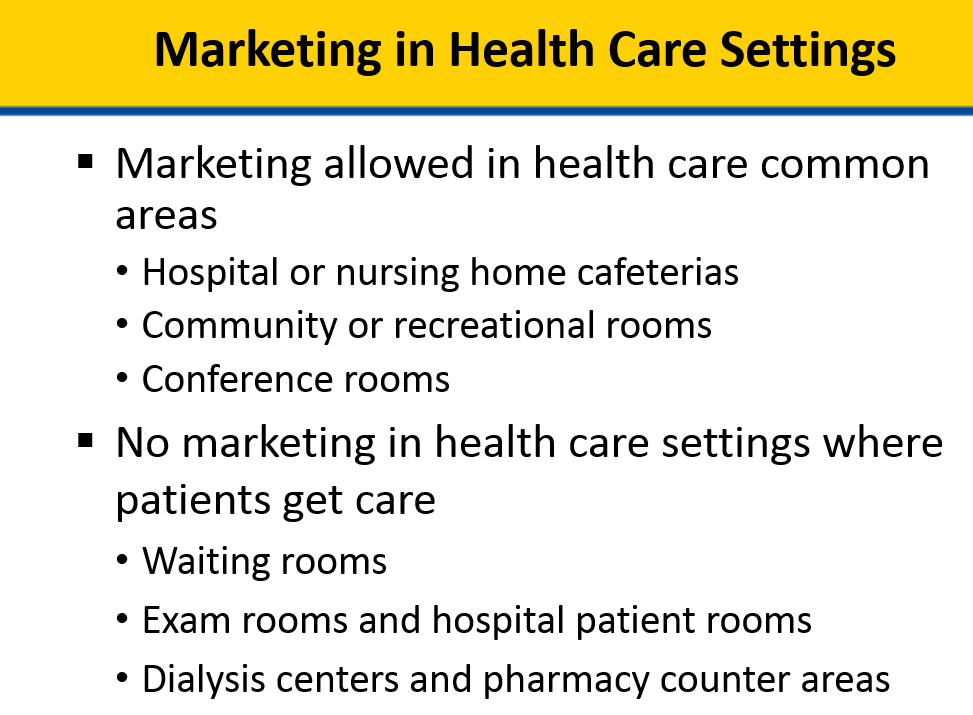 Marketing in Health Care Settings
▪ Marketing allowed in health care common
areas
• Hospital or nursing home cafeterias
• Community or recreational rooms
• Conference rooms
▪ No marketing in health care settings where
patients get care
• Waiting rooms
• Exam rooms and hospital patient rooms
• Dialysis centers and pharmacy counter areas